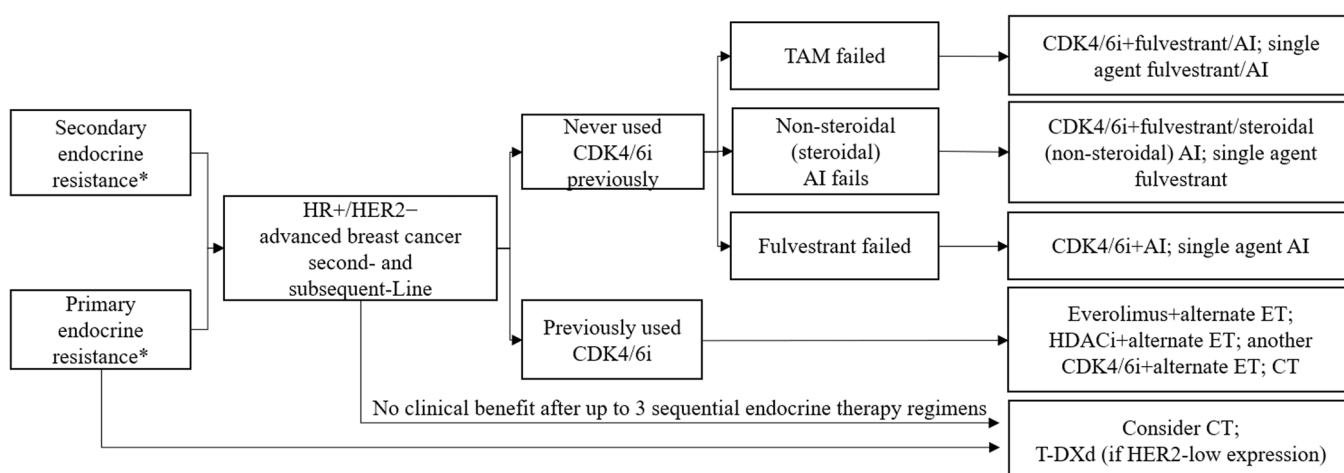 Secondary
endocrine
resistance*
Primary
endocrine
resistance*
HR+/HER2−
advanced breast cancer
second- and
subsequent-Line
Never used
CDK4/6i
previously
Previously used
CDK4/6i
TAM failed
Non-steroidal
(steroidal)
AI fails
Fulvestrant failed
CDK4/6i+fulvestrant/AI; single
agent fulvestrant/AI
CDK4/6i+fulvestrant/steroidal
(non-steroidal) AI; single agent
fulvestrant
CDK4/6i+AI; single agent AI
Everolimus+alternate ET;
HDACi+alternate ET; another
CDK4/6i+alternate ET; CT
No clinical benefit after up to 3 sequential endocrine therapy regimens
Consider CT;
T-DXd (if HER2-low expression)